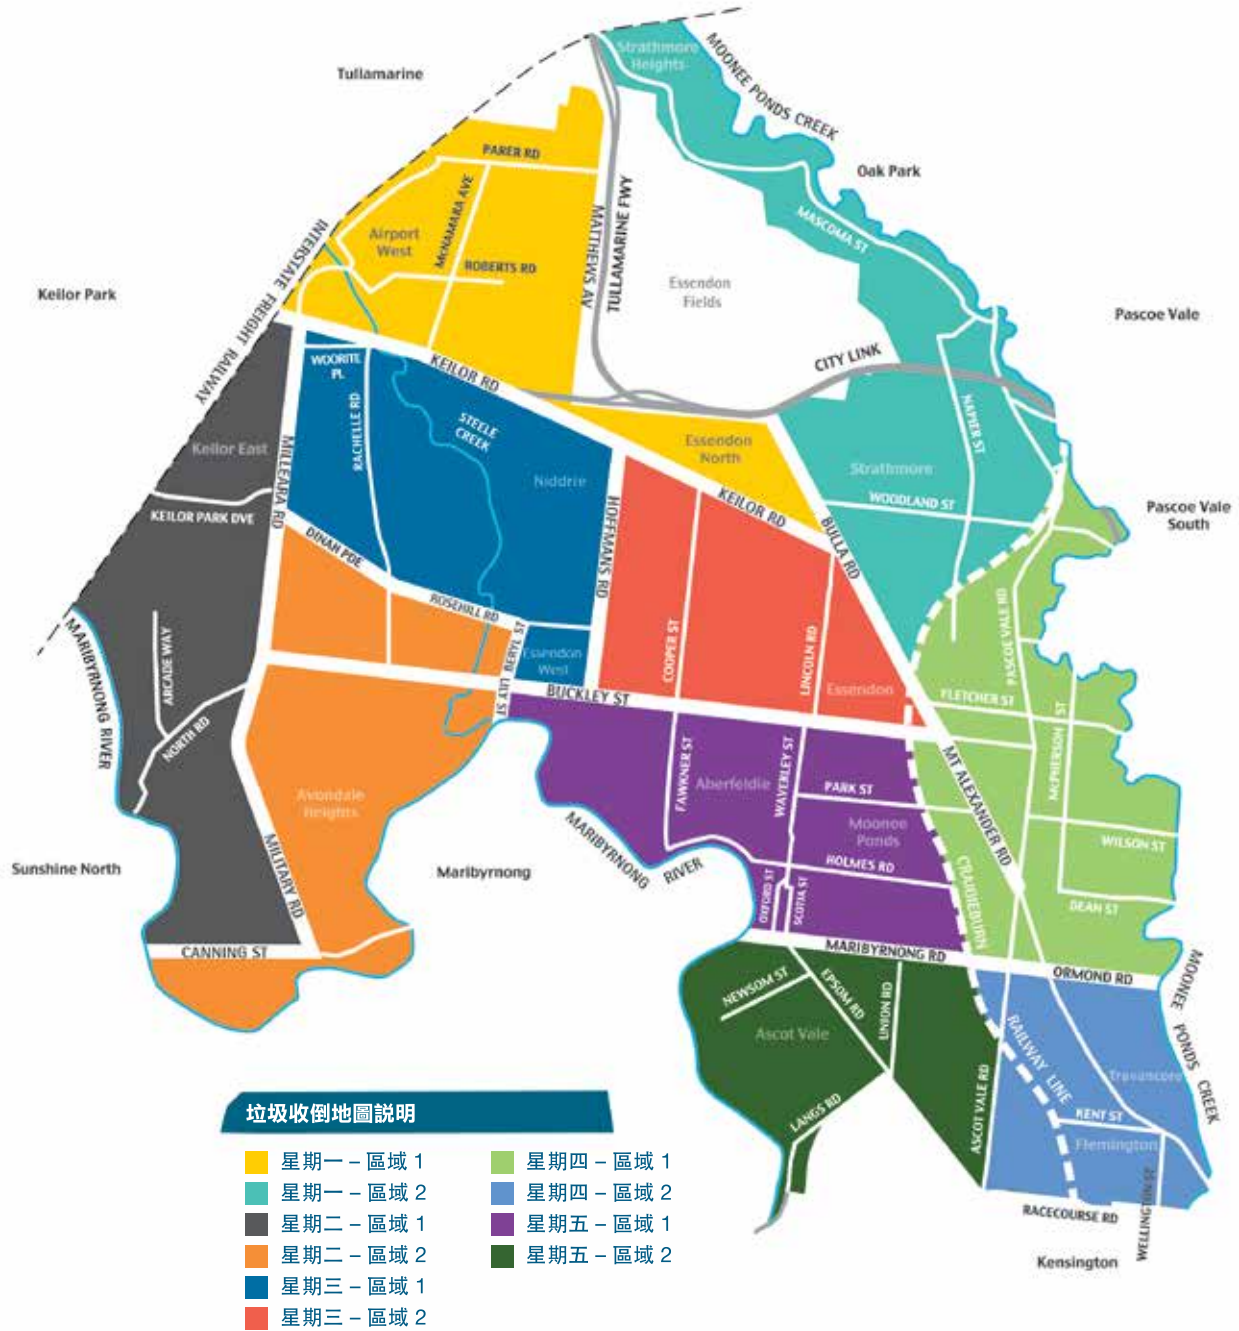 Strathmore
Heights
MOONEE PONDS CREEK
Tullamarine
PARER RD
Oak Park
McNAMARA AVE
TULLAMARINE FWY
MATTHEWS AV
MASCOMA ST
Airport
West
ROBERTS RD
INTERSTATE FREIGHT RAILWAY
Essendon
Fields
Keilor Park
Pascoe Vale
CITY LINK
WOORITE
PL
KEILOR RD
RACHELLE RD
STEELE
CREEK
NAPIER ST
Keilor East
MILLEARA RD
Essendon
North
Strathmore
Niddrie
KEILOR RD
WOODLAND ST
Pascoe Vale
South
KEILOR PARK DVE
HOFFMANS RD
BULLA RD
DINAH PDE
ROSEHILL RD
PASCOE VALE RD
MARIBYRNONG RIVER
ARCADE WAY
BERYL ST
LILY ST
Essendon
West
COOPER ST
LINCOLN RD
Essendon
BUCKLEY ST
FLETCHER ST
NORTH RD
McPHERSON ST
FAWKNER ST
WAVERLEY ST
MT ALEXANDER RD
Avondale
Heights
Aberfeldie
PARK ST
Moonee
Ponds
WILSON ST
MILITARY RD
MARIBYRNONG RIVER
HOLMES RD
Sunshine North
Maribyrnong
OXFORD ST
SCOTIA ST
CRAIGIEBURN
DEAN ST
CANNING ST
MARIBYRNONG RD
ORMOND RD
MOONEE PONDS CREEK
NEWSOM ST
EPSOM RD
UNION RD
Ascot Vale
RAILWAY LINE
Travancore
ASCOT VALE RD
LANGS RD
KENT ST
Flemington
WELLINGTON ST
RACECOURSE RD
Kensington
垃圾收倒地圖説明
星期一 – 區域 1
星期一 – 區域 2
星期二 – 區域 1
星期二 – 區域 2
星期三 – 區域 1
星期三 – 區域 2
星期四 – 區域 1
星期四 – 區域 2
星期五 – 區域 1
星期五 – 區域 2